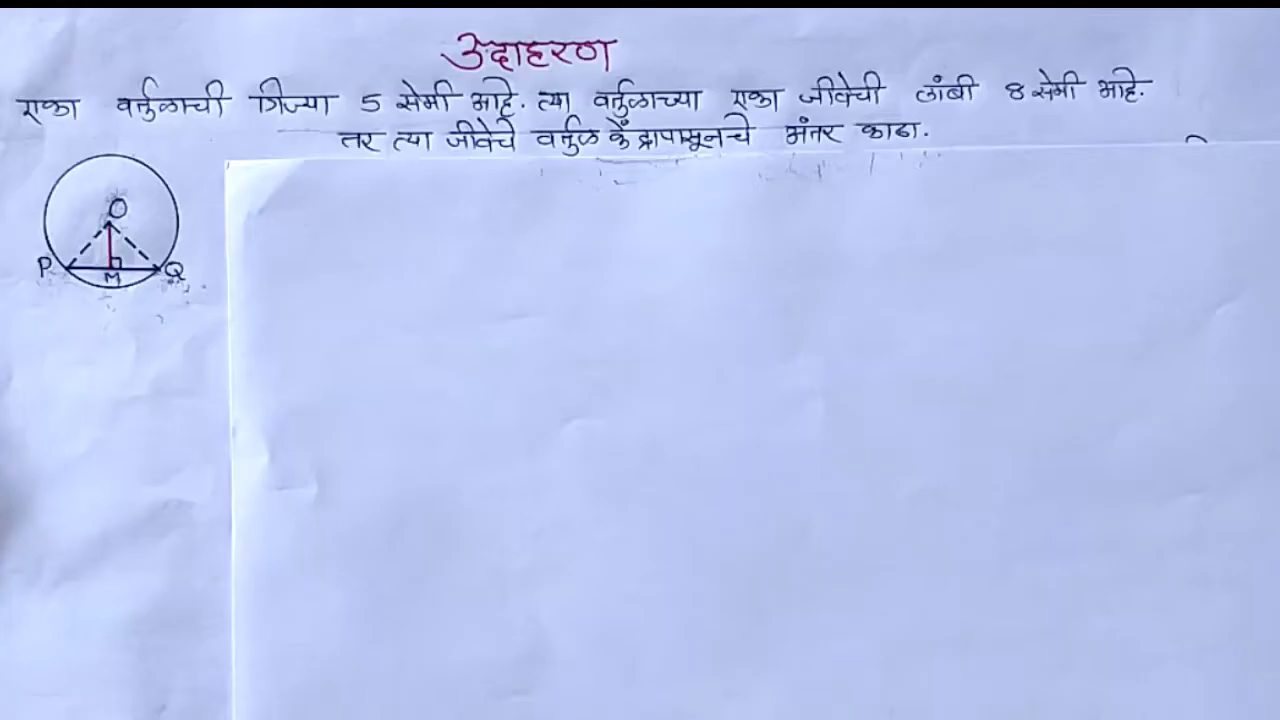 उदाहरण
एका वर्तुळाची त्रिज्या 5 सेमी आहे. त्या वर्तुळाच्या एका जीवेची लांबी 8 सेमी आहे.
तर त्या जीवेचे वर्तुळ केंद्रापासूनचे अंतर काढा.
O
P M Q